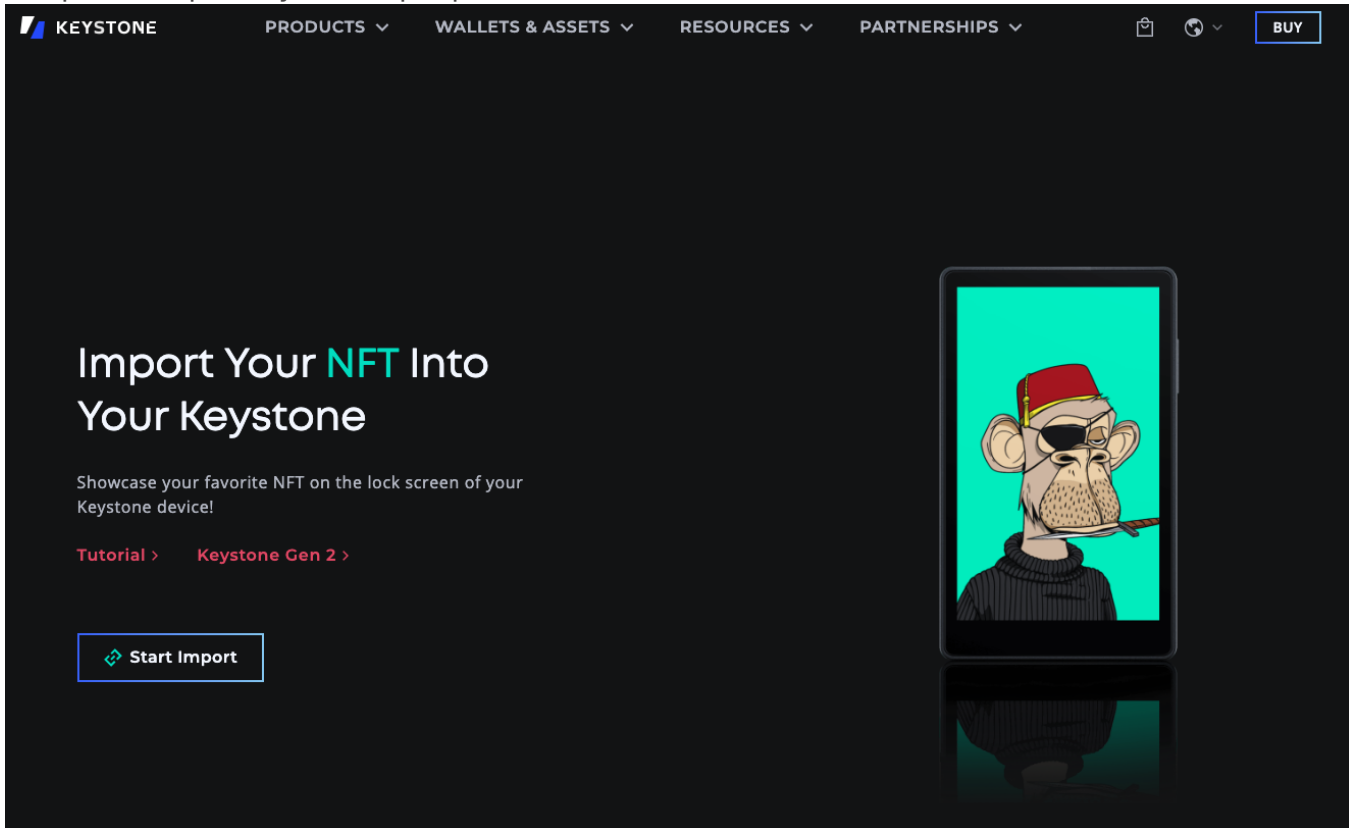 KEYSTONE
PRODUCTS
WALLETS & ASSETS
RESOURCES
PARTNERSHIPS
BUY
Import Your NFT Into
Your Keystone
Showcase your favorite NFT on the lock screen of your
Keystone device!
Tutorial >
Keystone Gen 2 >
Start Import